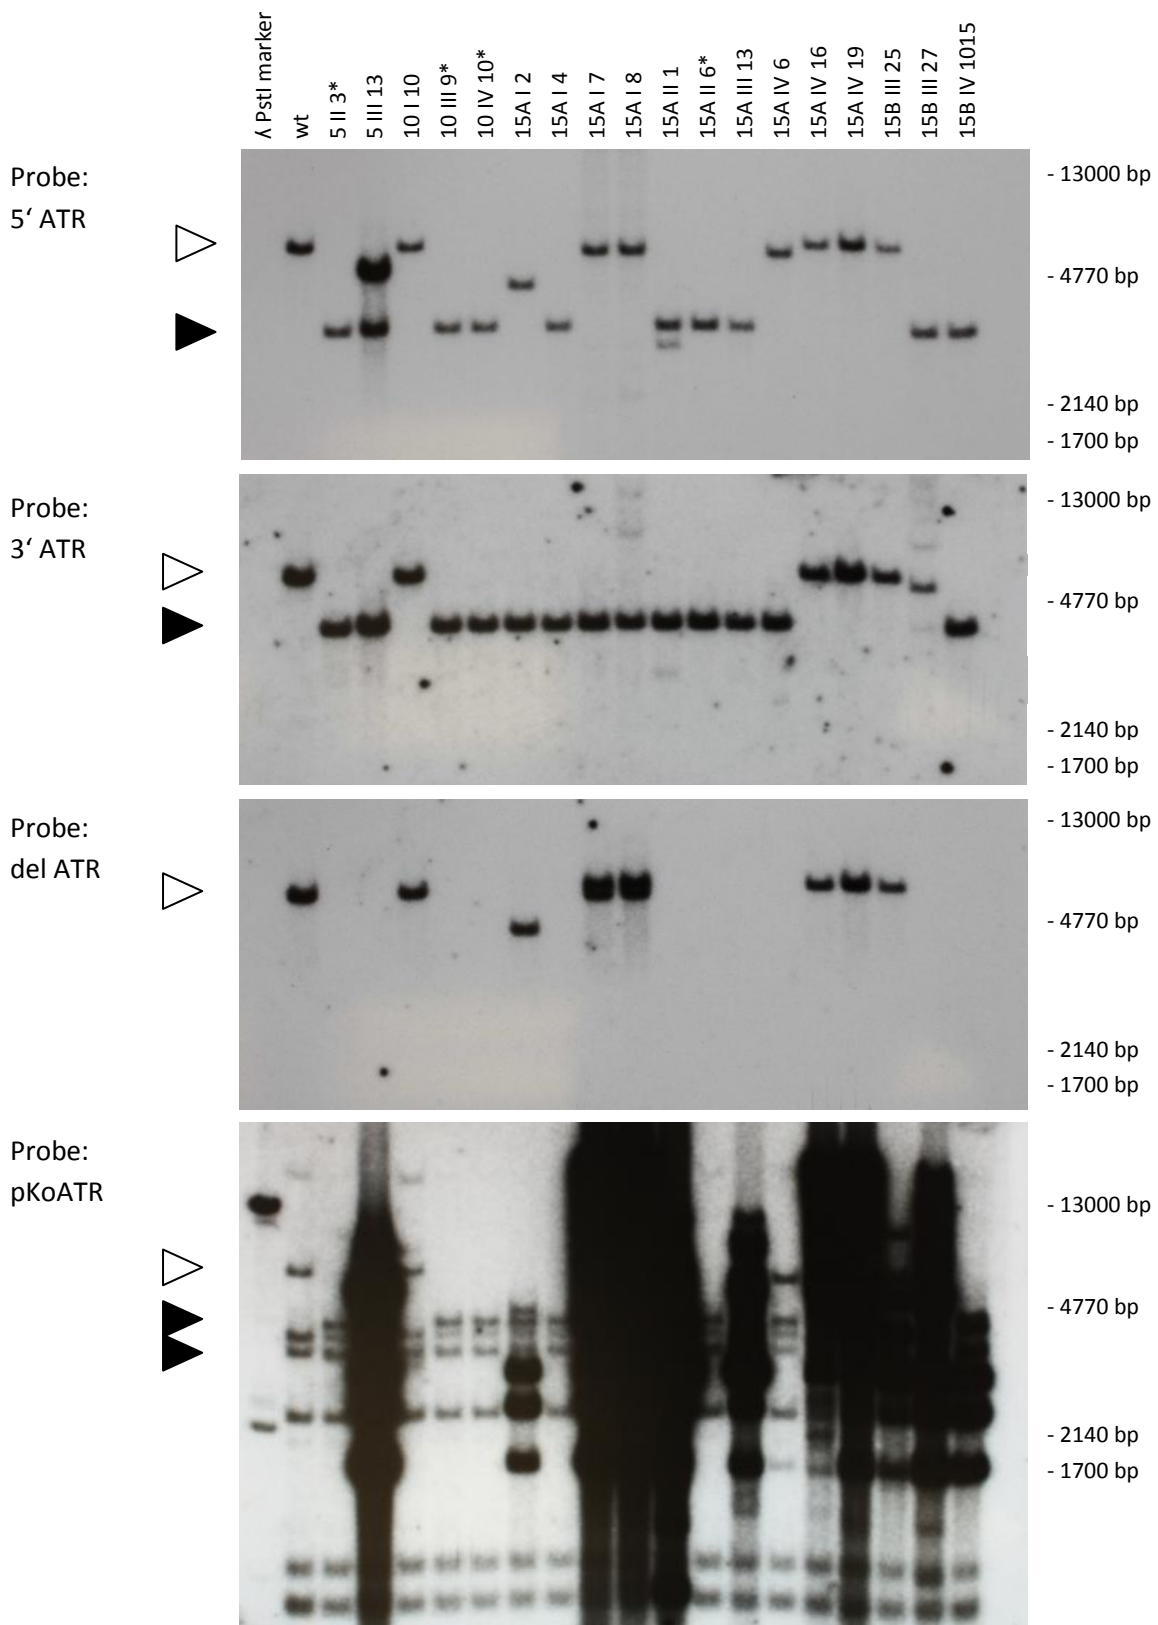 ⅄ PstI marker
wt
5 II 3*
5 III 13
10 I 10
10 III 9*
10 IV 10*
15A I 2
15A I 4
15A I 7
15A I 8
15A II 1
15A II 6*
15A III 13
15A IV 6
15A IV 16
15A IV 19
15B III 25
15B III 27
15B IV 1015
Probe:
5‘ ATR
- 13000 bp
- 4770 bp
- 2140 bp
- 1700 bp
Probe:
3‘ ATR
- 13000 bp
- 4770 bp
- 2140 bp
- 1700 bp
Probe:
del ATR
- 13000 bp
- 4770 bp
- 2140 bp
- 1700 bp
Probe:
pKoATR
- 13000 bp
- 4770 bp
- 2140 bp
- 1700 bp